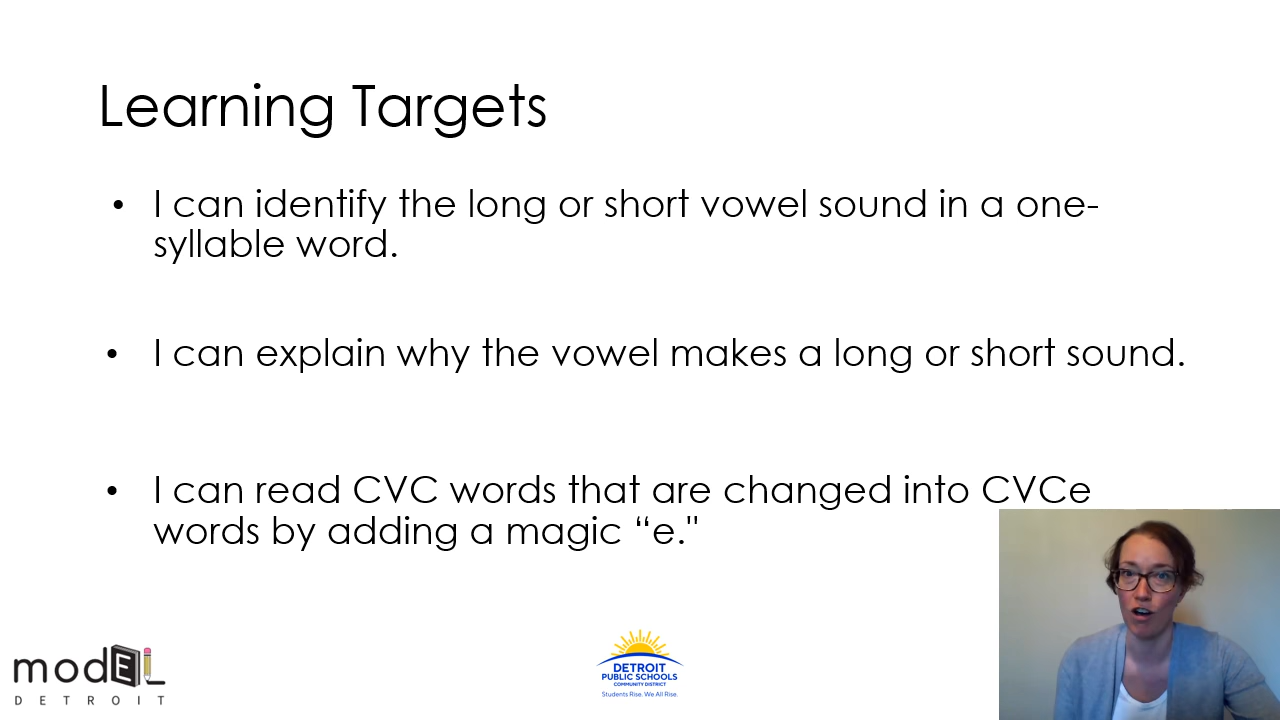 Learning Targets
• I can identify the long or short vowel sound in a one-
syllable word.
• I can explain why the vowel makes a long or short sound.
• I can read CVC words that are changed into CVCe
words by adding a magic “e."
modEL
DETROIT
DETROIT
PUBLIC SCHOOLS
COMMUNITY DISTRICT
Students Rise. We All Rise.